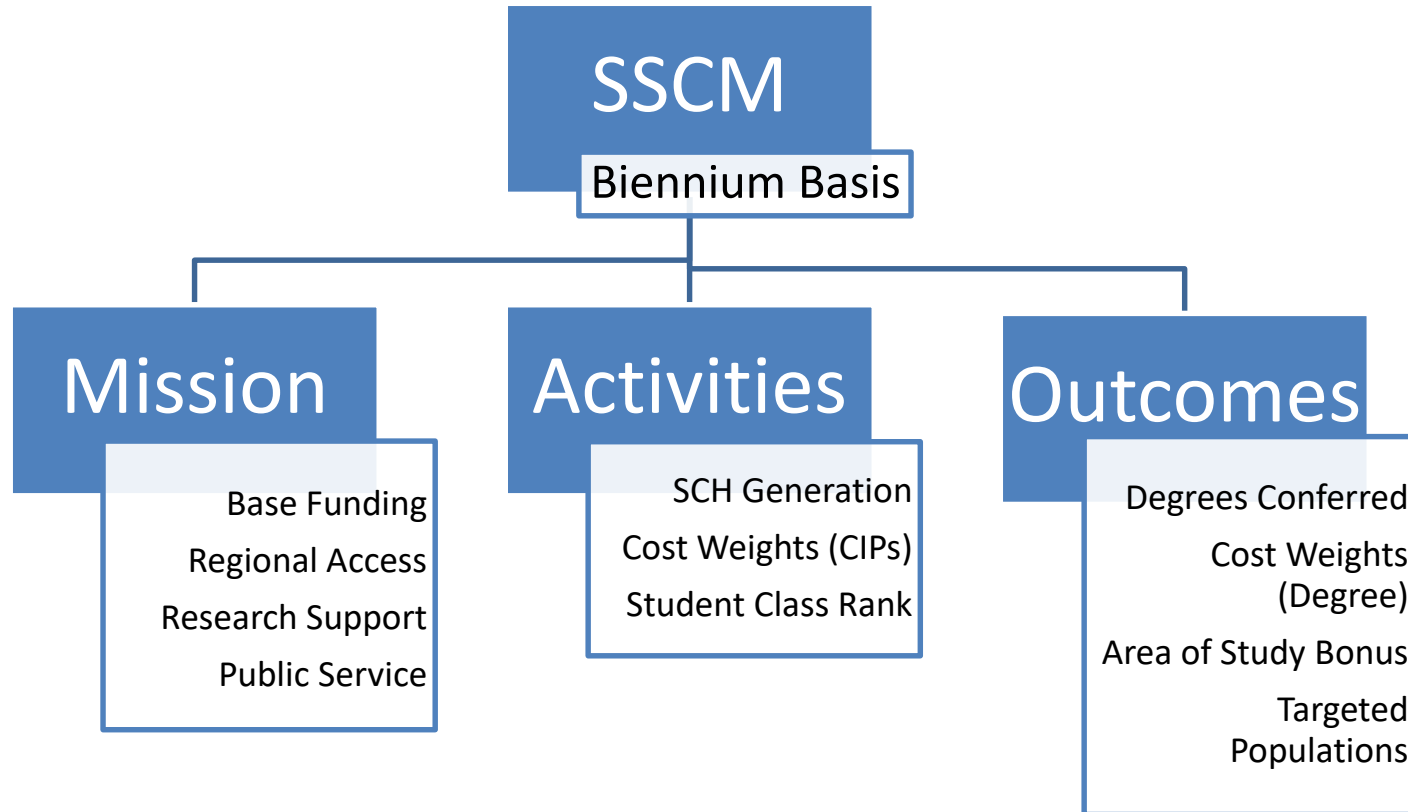 SSCM
Biennium Basis
Mission
Base Funding
Regional Access
Research Support
Public Service
Activities
SCH Generation
Cost Weights (CIPs)
Student Class Rank
Outcomes
Degrees Conferred
Cost Weights
(Degree)
Area of Study Bonus
Targeted
Populations